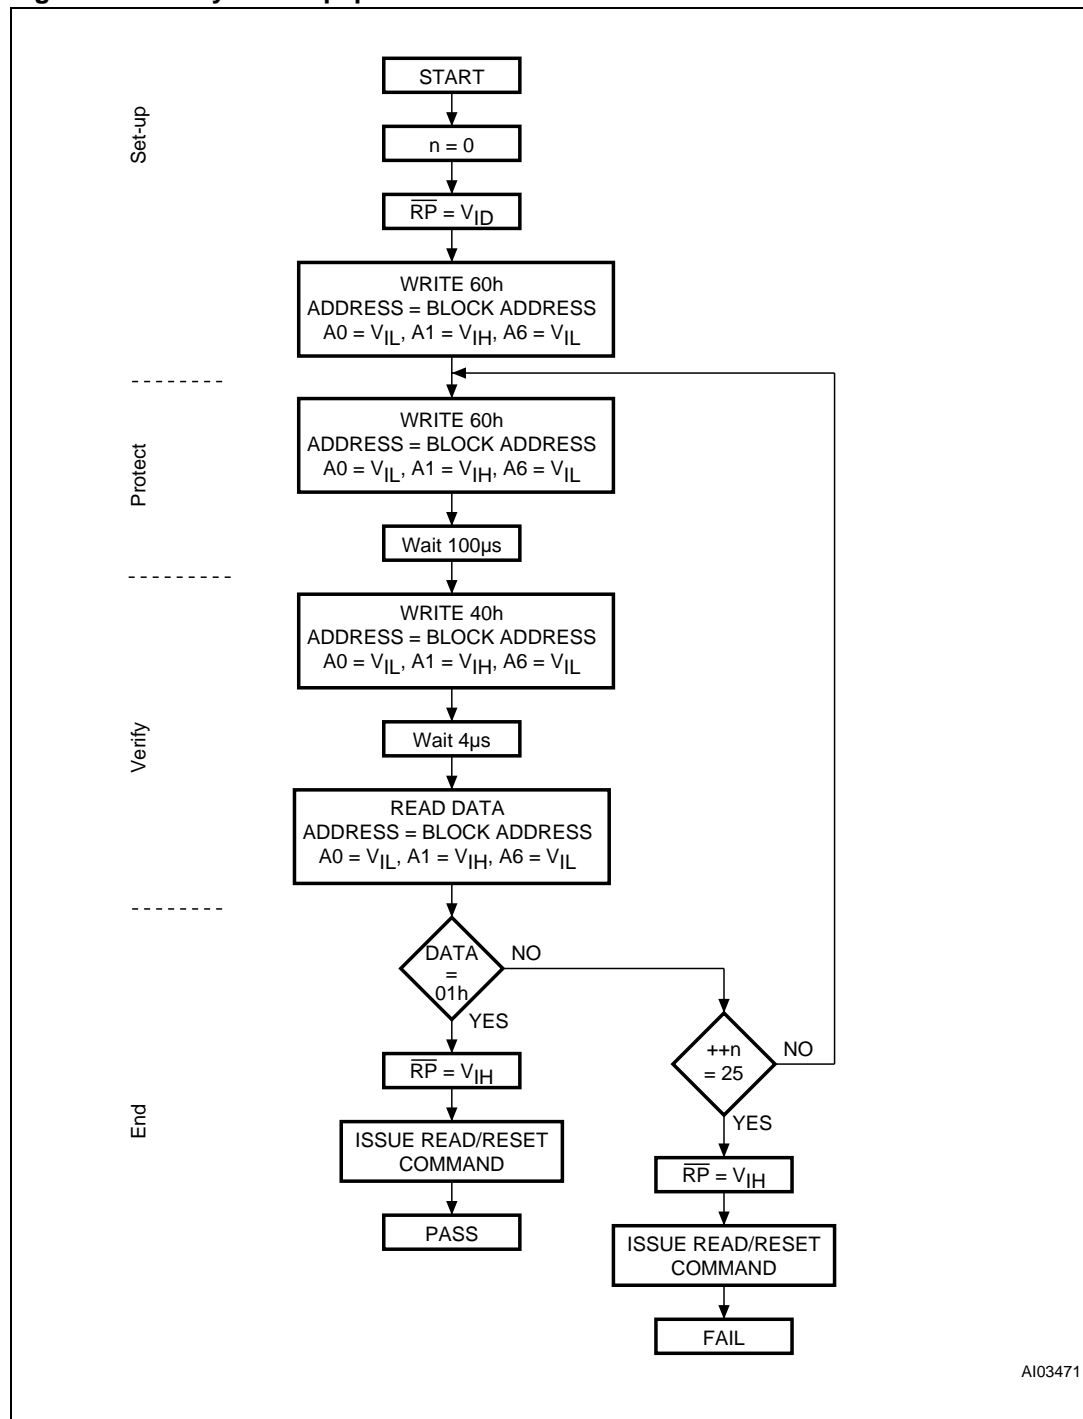 START
Set-up
n = 0
RP = VID
WRITE 60h
ADDRESS = BLOCK ADDRESS
A0 = VIL, A1 = VIH, A6 = VIL
Protect
WRITE 60h
ADDRESS = BLOCK ADDRESS
A0 = VIL, A1 = VIH, A6 = VIL
Wait 100µs
Verify
WRITE 40h
ADDRESS = BLOCK ADDRESS
A0 = VIL, A1 = VIH, A6 = VIL
Wait 4µs
READ DATA
ADDRESS = BLOCK ADDRESS
A0 = VIL, A1 = VIH, A6 = VIL
End
DATA
=
01h
NO
YES
++n
= 25
NO
YES
RP = VIH
ISSUE READ/RESET
COMMAND
PASS
RP = VIH
ISSUE READ/RESET
COMMAND
FAIL
AI03471